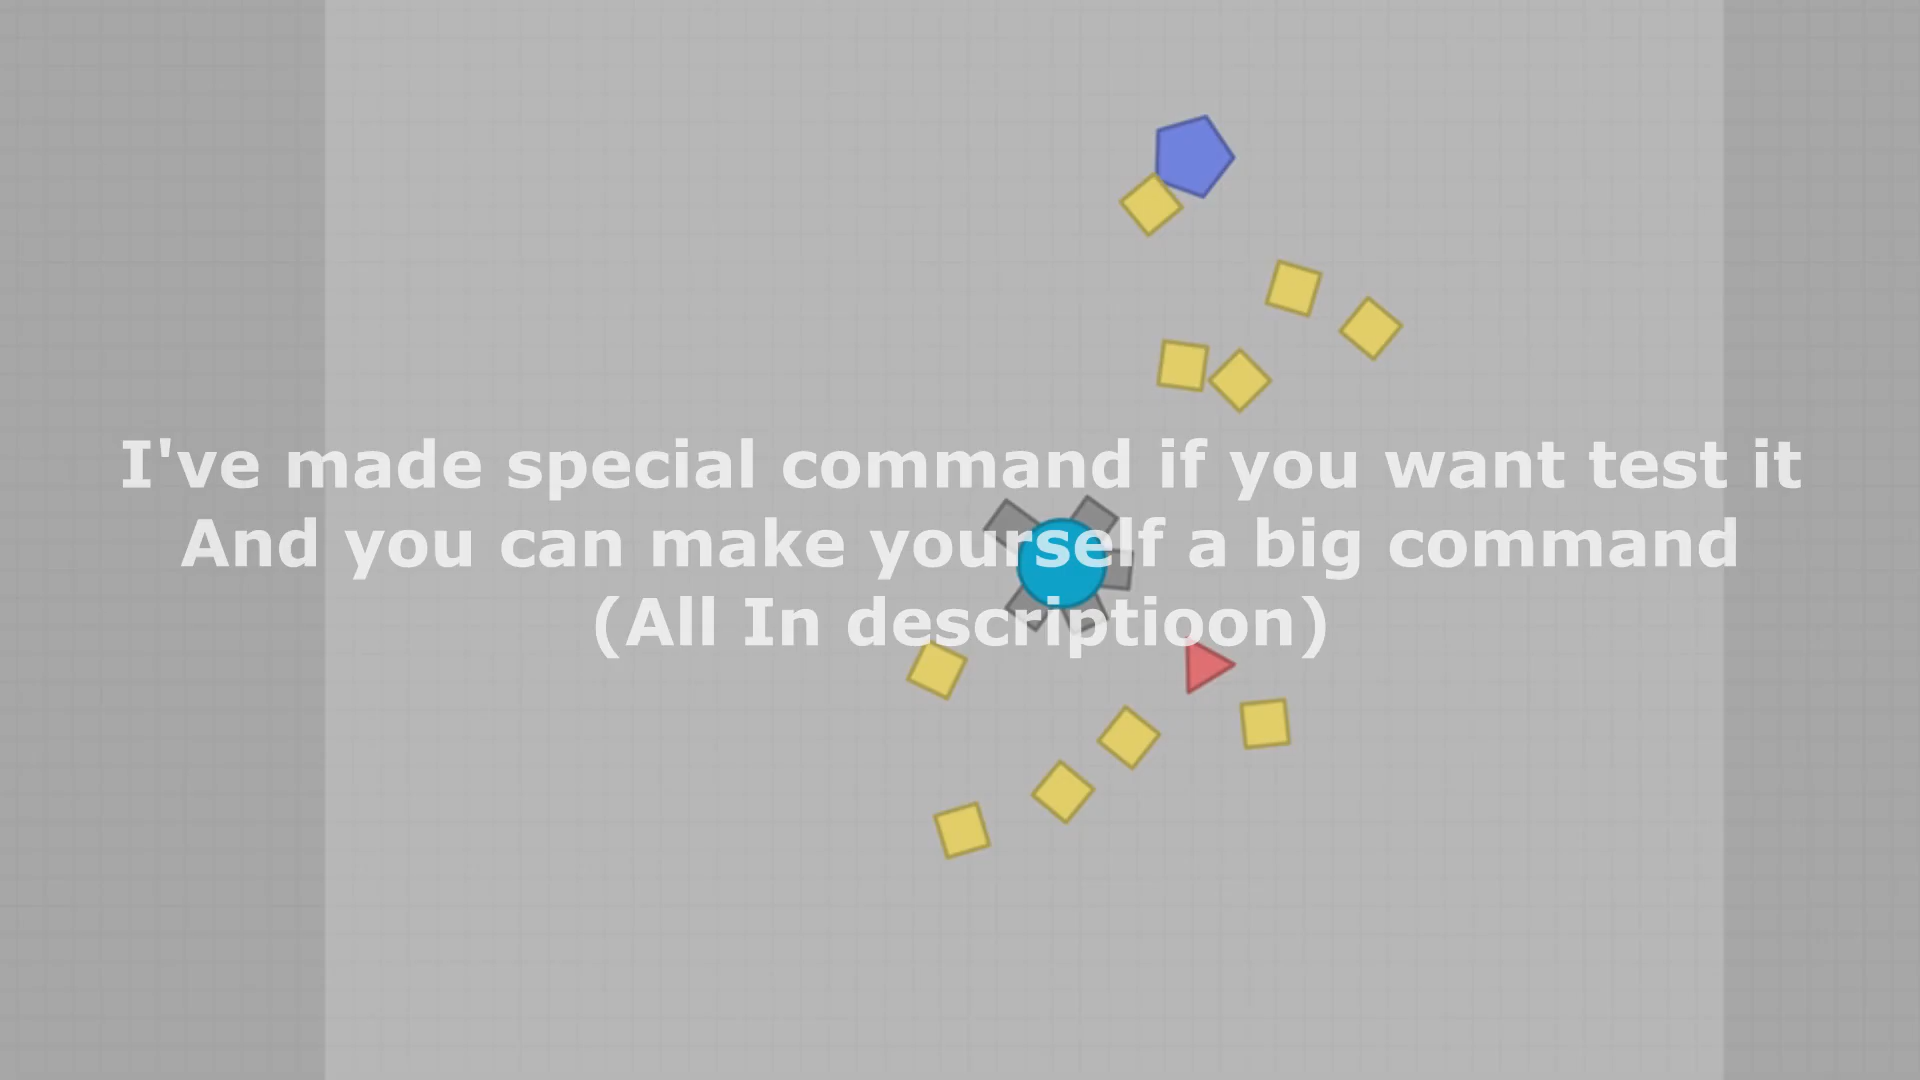 I've made special command if you want test it
And you can make yourself a big command
(All In descriptioon)